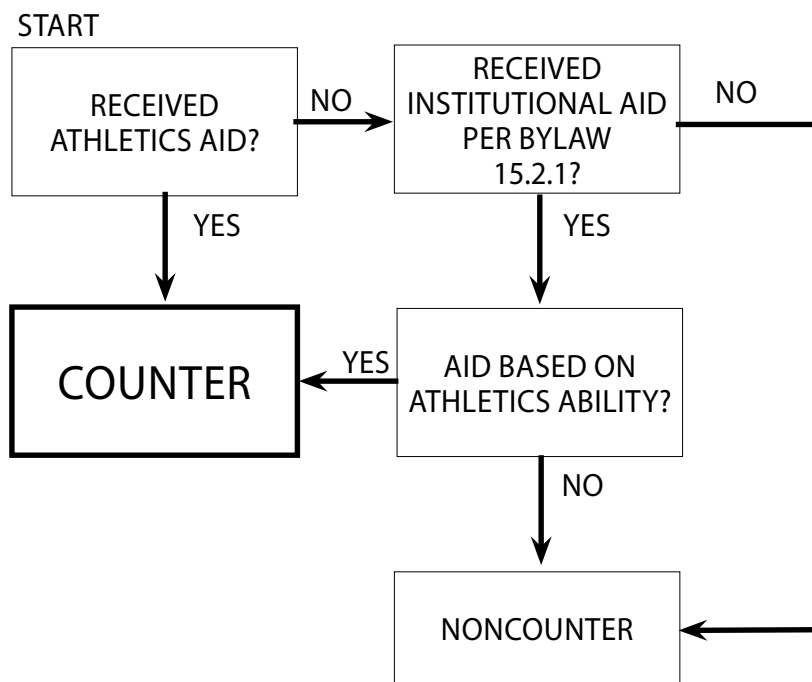 START
RECEIVED
ATHLETICS AID?
NO
RECEIVED
INSTITUTIONAL AID
PER BYLAW
15.2.1?
NO
YES
YES
COUNTER
YES
AID BASED ON
ATHLETICS ABILITY?
NO
NONCOUNTER